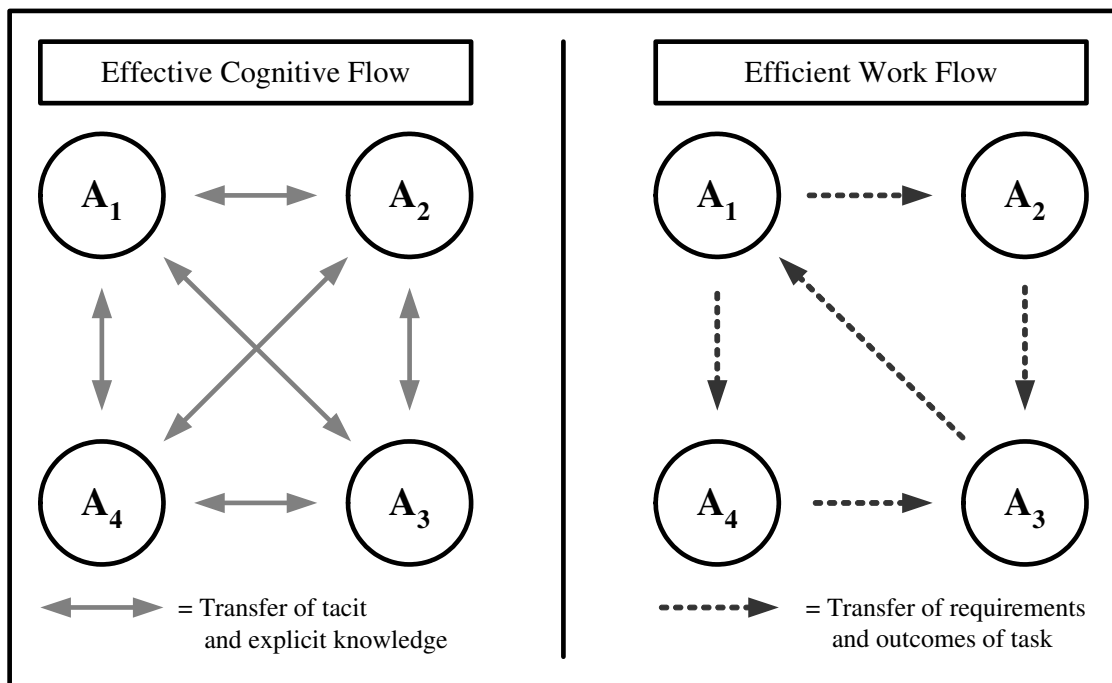 Effective Cognitive Flow
A₁
A₂
A₄
A₃
= Transfer of tacit
and explicit knowledge
Efficient Work Flow
A₁
A₂
A₄
A₃
= Transfer of requirements
and outcomes of task